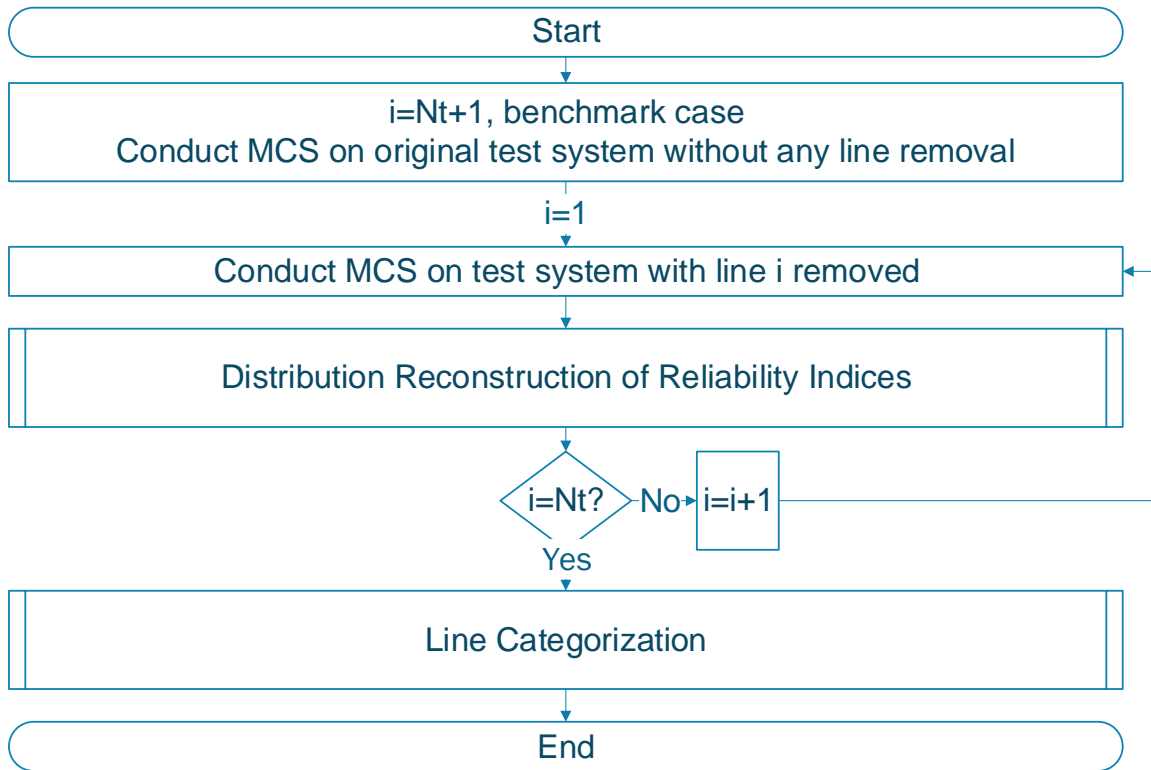 Start
i=Nt+1, benchmark case
Conduct MCS on original test system without any line removal
i=1
Conduct MCS on test system with line i removed
Distribution Reconstruction of Reliability Indices
i=Nt?
No
i=i+1
Yes
Line Categorization
End